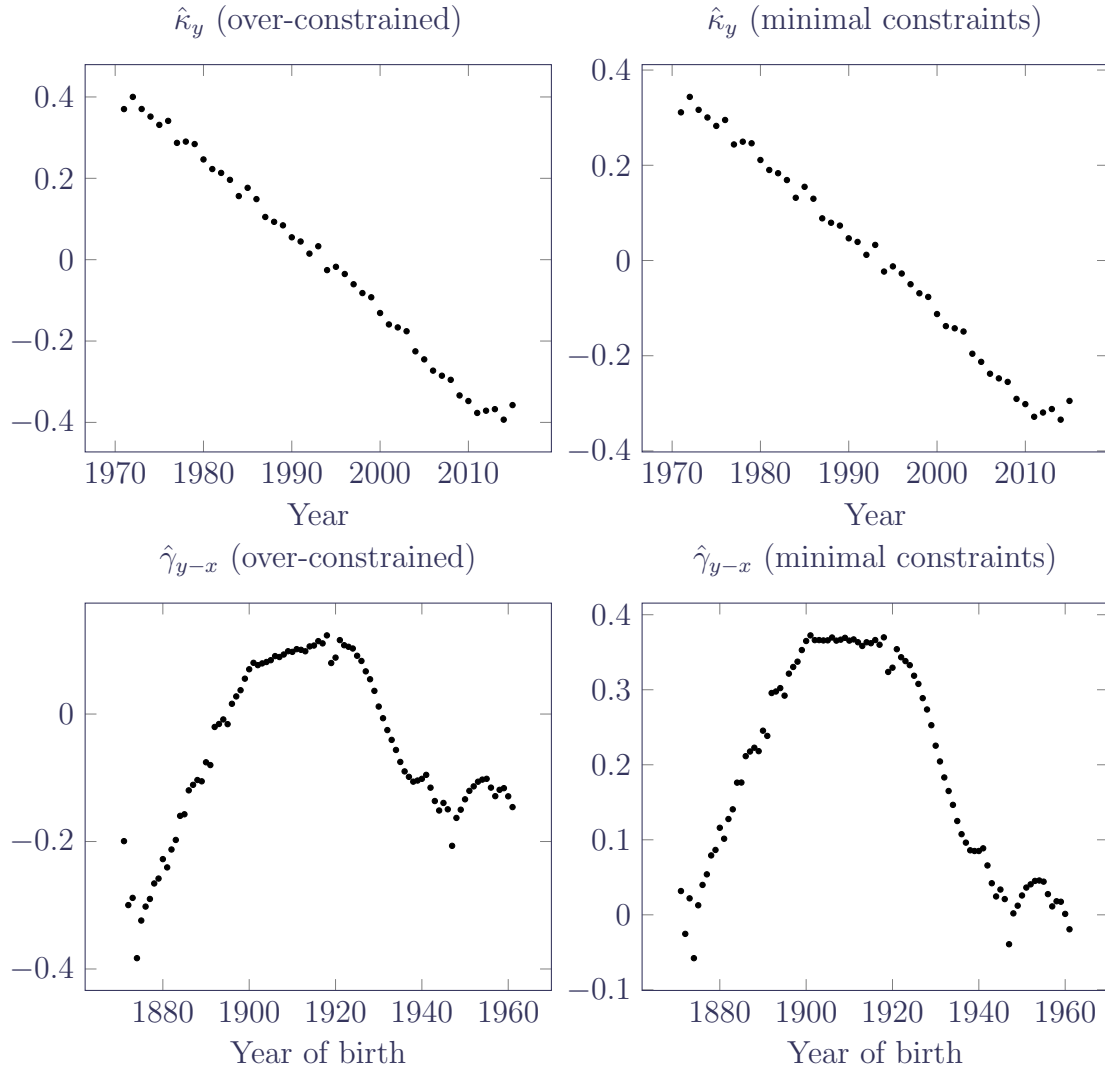 κ̂_y (over-constrained)
0.4
0.2
0
−0.2
−0.4
1970 1980 1990 2000 2010
Year
κ̂_y (minimal constraints)
0.4
0.2
0
−0.2
−0.4
1970 1980 1990 2000 2010
Year
γ̂_{y−x} (over-constrained)
0
−0.2
−0.4
1880 1900 1920 1940 1960
Year of birth
γ̂_{y−x} (minimal constraints)
0.4
0.3
0.2
0.1
0
−0.1
1880 1900 1920 1940 1960
Year of birth